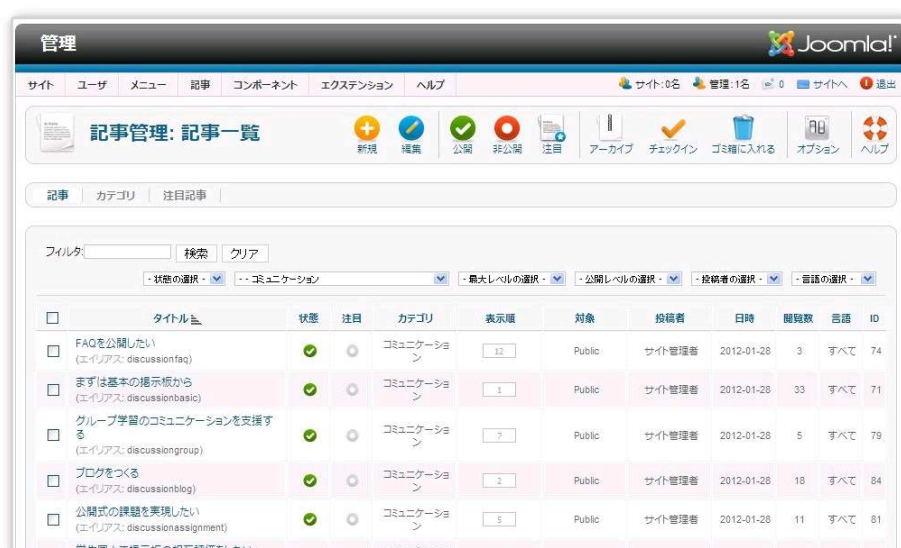 管理
Joomla!
サイト ユーザ メニュー 記事 コンポーネント エクステンション ヘルプ サイト:0名 管理:1名 0 サイトへ 退出
記事管理: 記事一覧
新規 編集 公開 非公開 注目 アーカイブ チェックイン ゴミ箱に入れる オプション ヘルプ
記事 カテゴリ 注目記事
フィルタ: 検索 クリア
- 状態の選択 - - - コミュニケーション - 最大レベルの選択 - - 公開レベルの選択 - - 投稿者の選択 - - 言語の選択 -
タイトル 状態 注目 カテゴリ 表示順 対象 投稿者 日時 閲覧数 言語 ID
FAQを公開したい
(エイリアス: discussionfaq)
コミュニケーショ
ン
12 Public サイト管理者 2012-01-28 3 すべて 74
まずは基本の掲示板から
(エイリアス: discussionbasic)
コミュニケーショ
ン
1 Public サイト管理者 2012-01-28 33 すべて 71
グループ学習のコミュニケーションを支援す
る
(エイリアス: discussiongroup)
コミュニケーショ
ン
7 Public サイト管理者 2012-01-28 5 すべて 79
ブログをつくる
(エイリアス: discussionblog)
コミュニケーショ
ン
2 Public サイト管理者 2012-01-28 18 すべて 84
公開式の課題を実現したい
(エイリアス: discussionassignment)
コミュニケーショ
ン
5 Public サイト管理者 2012-01-28 11 すべて 81